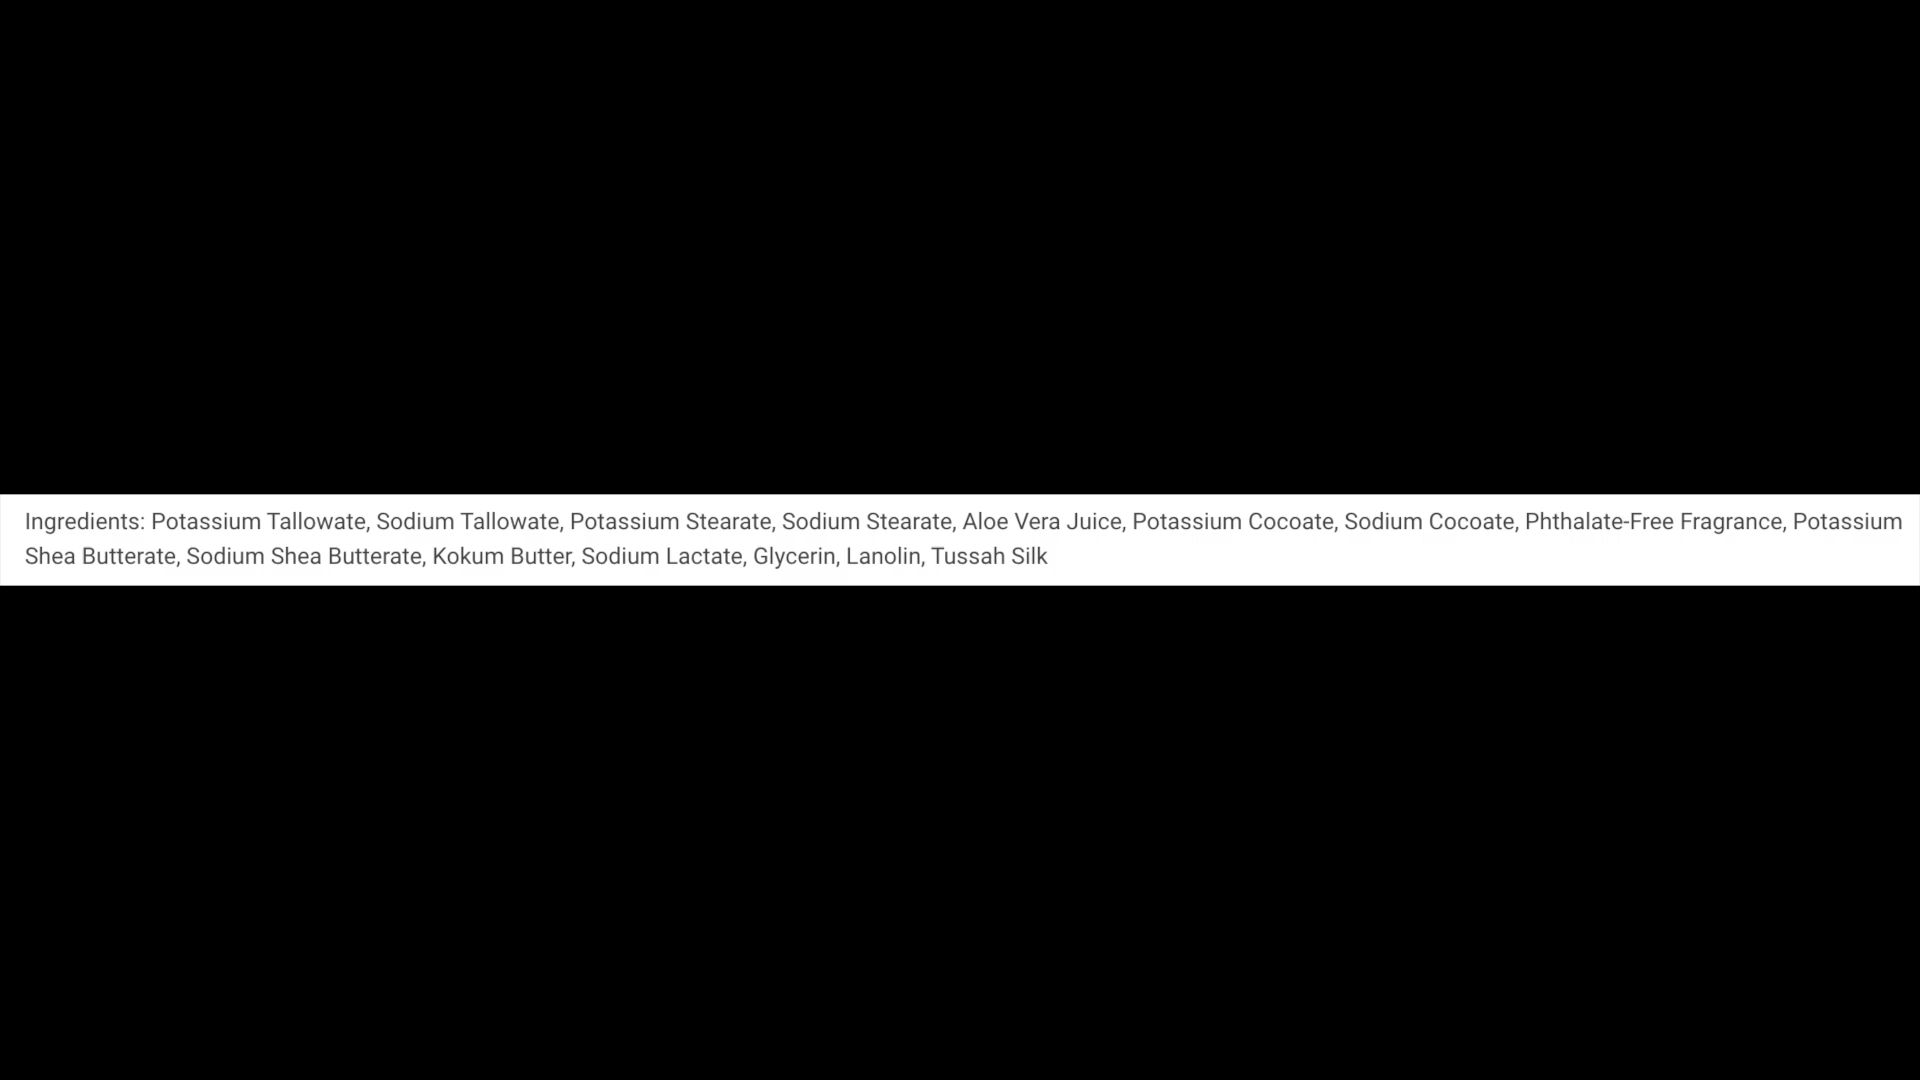 Ingredients: Potassium Tallowate, Sodium Tallowate, Potassium Stearate, Sodium Stearate, Aloe Vera Juice, Potassium Cocoate, Sodium Cocoate, Phthalate-Free Fragrance, Potassium
Shea Butterate, Sodium Shea Butterate, Kokum Butter, Sodium Lactate, Glycerin, Lanolin, Tussah Silk